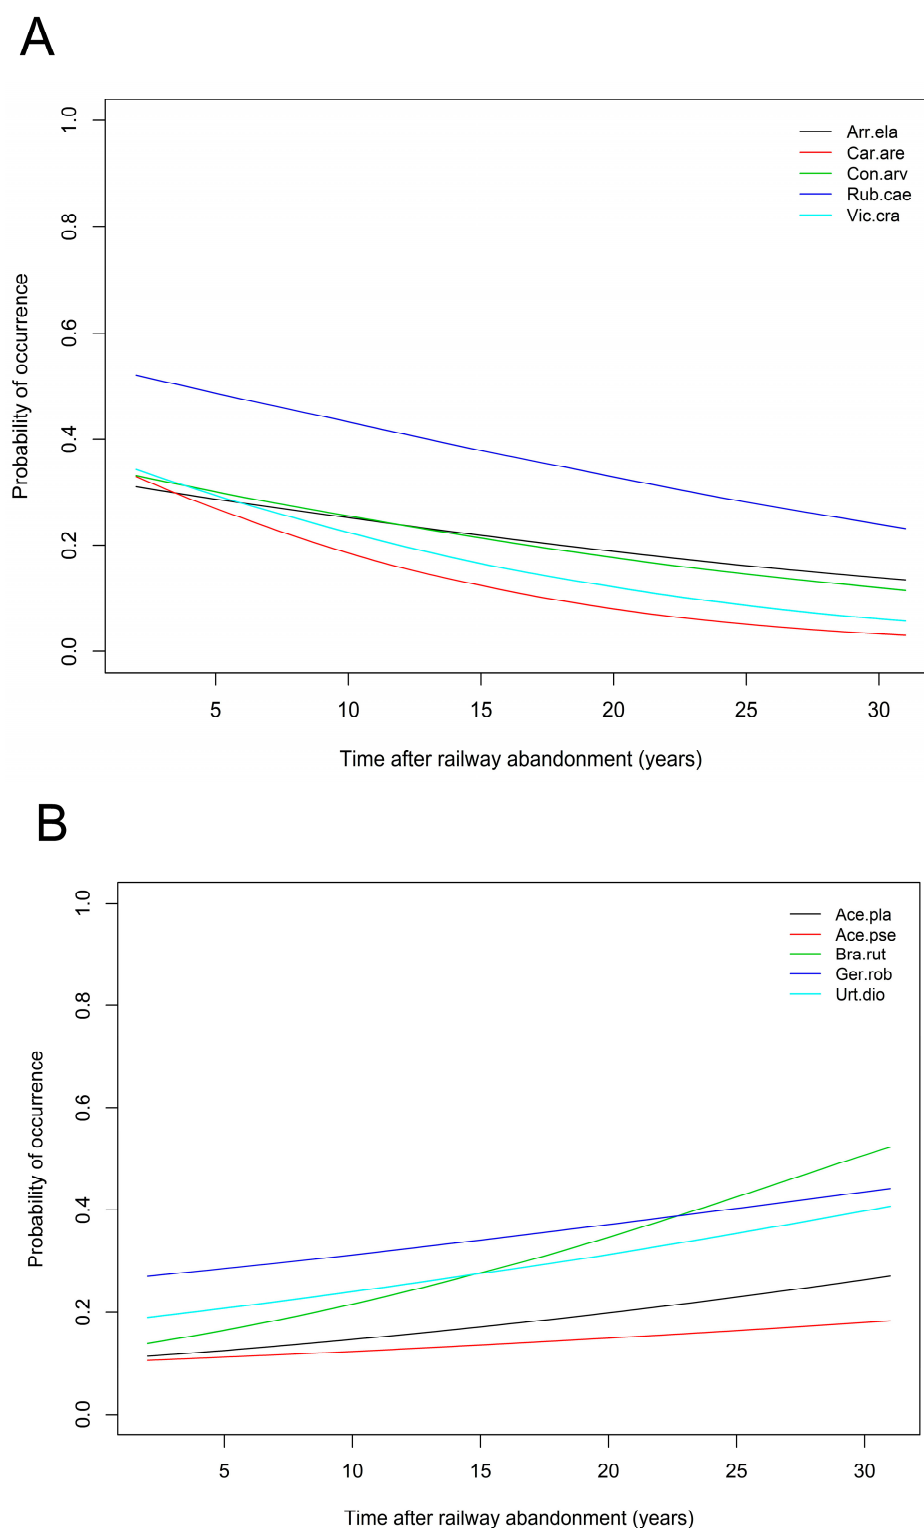 A
Probability of occurrence
1.0
0.8
0.6
0.4
0.2
0.0
Arr.ela
Car.are
Con.arv
Rub.cae
Vic.cra
5 10 15 20 25 30
Time after railway abandonment (years)
B
Probability of occurrence
1.0
0.8
0.6
0.4
0.2
0.0
Ace.pla
Ace.pse
Bra.rut
Ger.rob
Urt.dio
5 10 15 20 25 30
Time after railway abandonment (years)